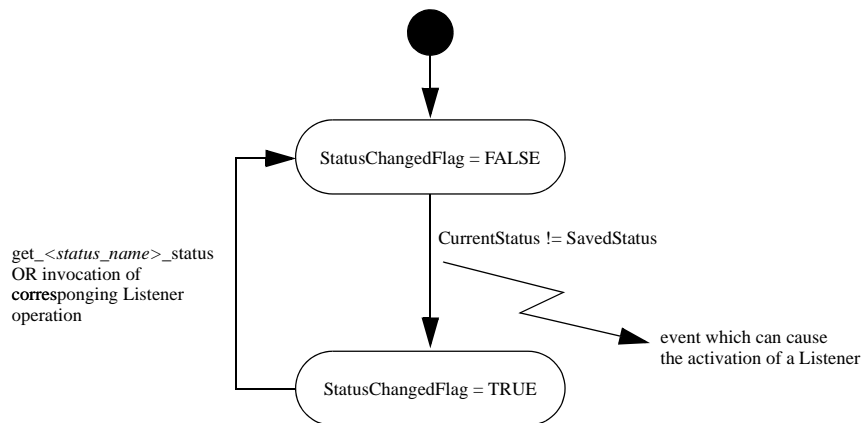 StatusChangedFlag = FALSE
CurrentStatus != SavedStatus
get_<status_name>_status
OR invocation of
corresponging Listener
operation
event which can cause
the activation of a Listener
StatusChangedFlag = TRUE